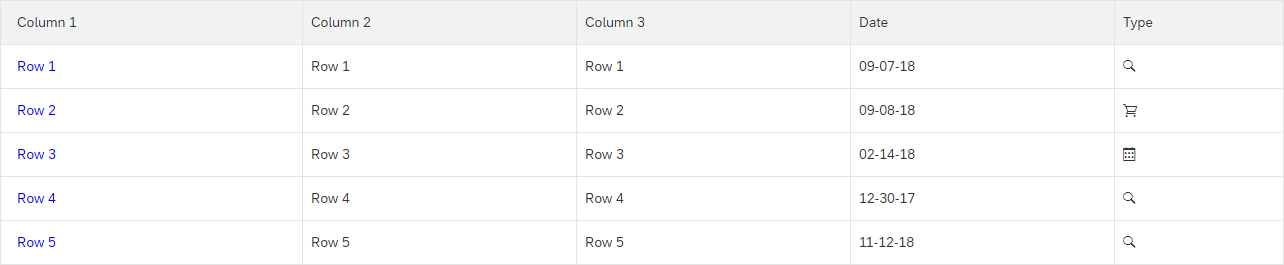 Column 1 Column 2 Column 3 Date Type
Row 1 Row 1 Row 1 09-07-18
Row 2 Row 2 Row 2 09-08-18
Row 3 Row 3 Row 3 02-14-18
Row 4 Row 4 Row 4 12-30-17
Row 5 Row 5 Row 5 11-12-18